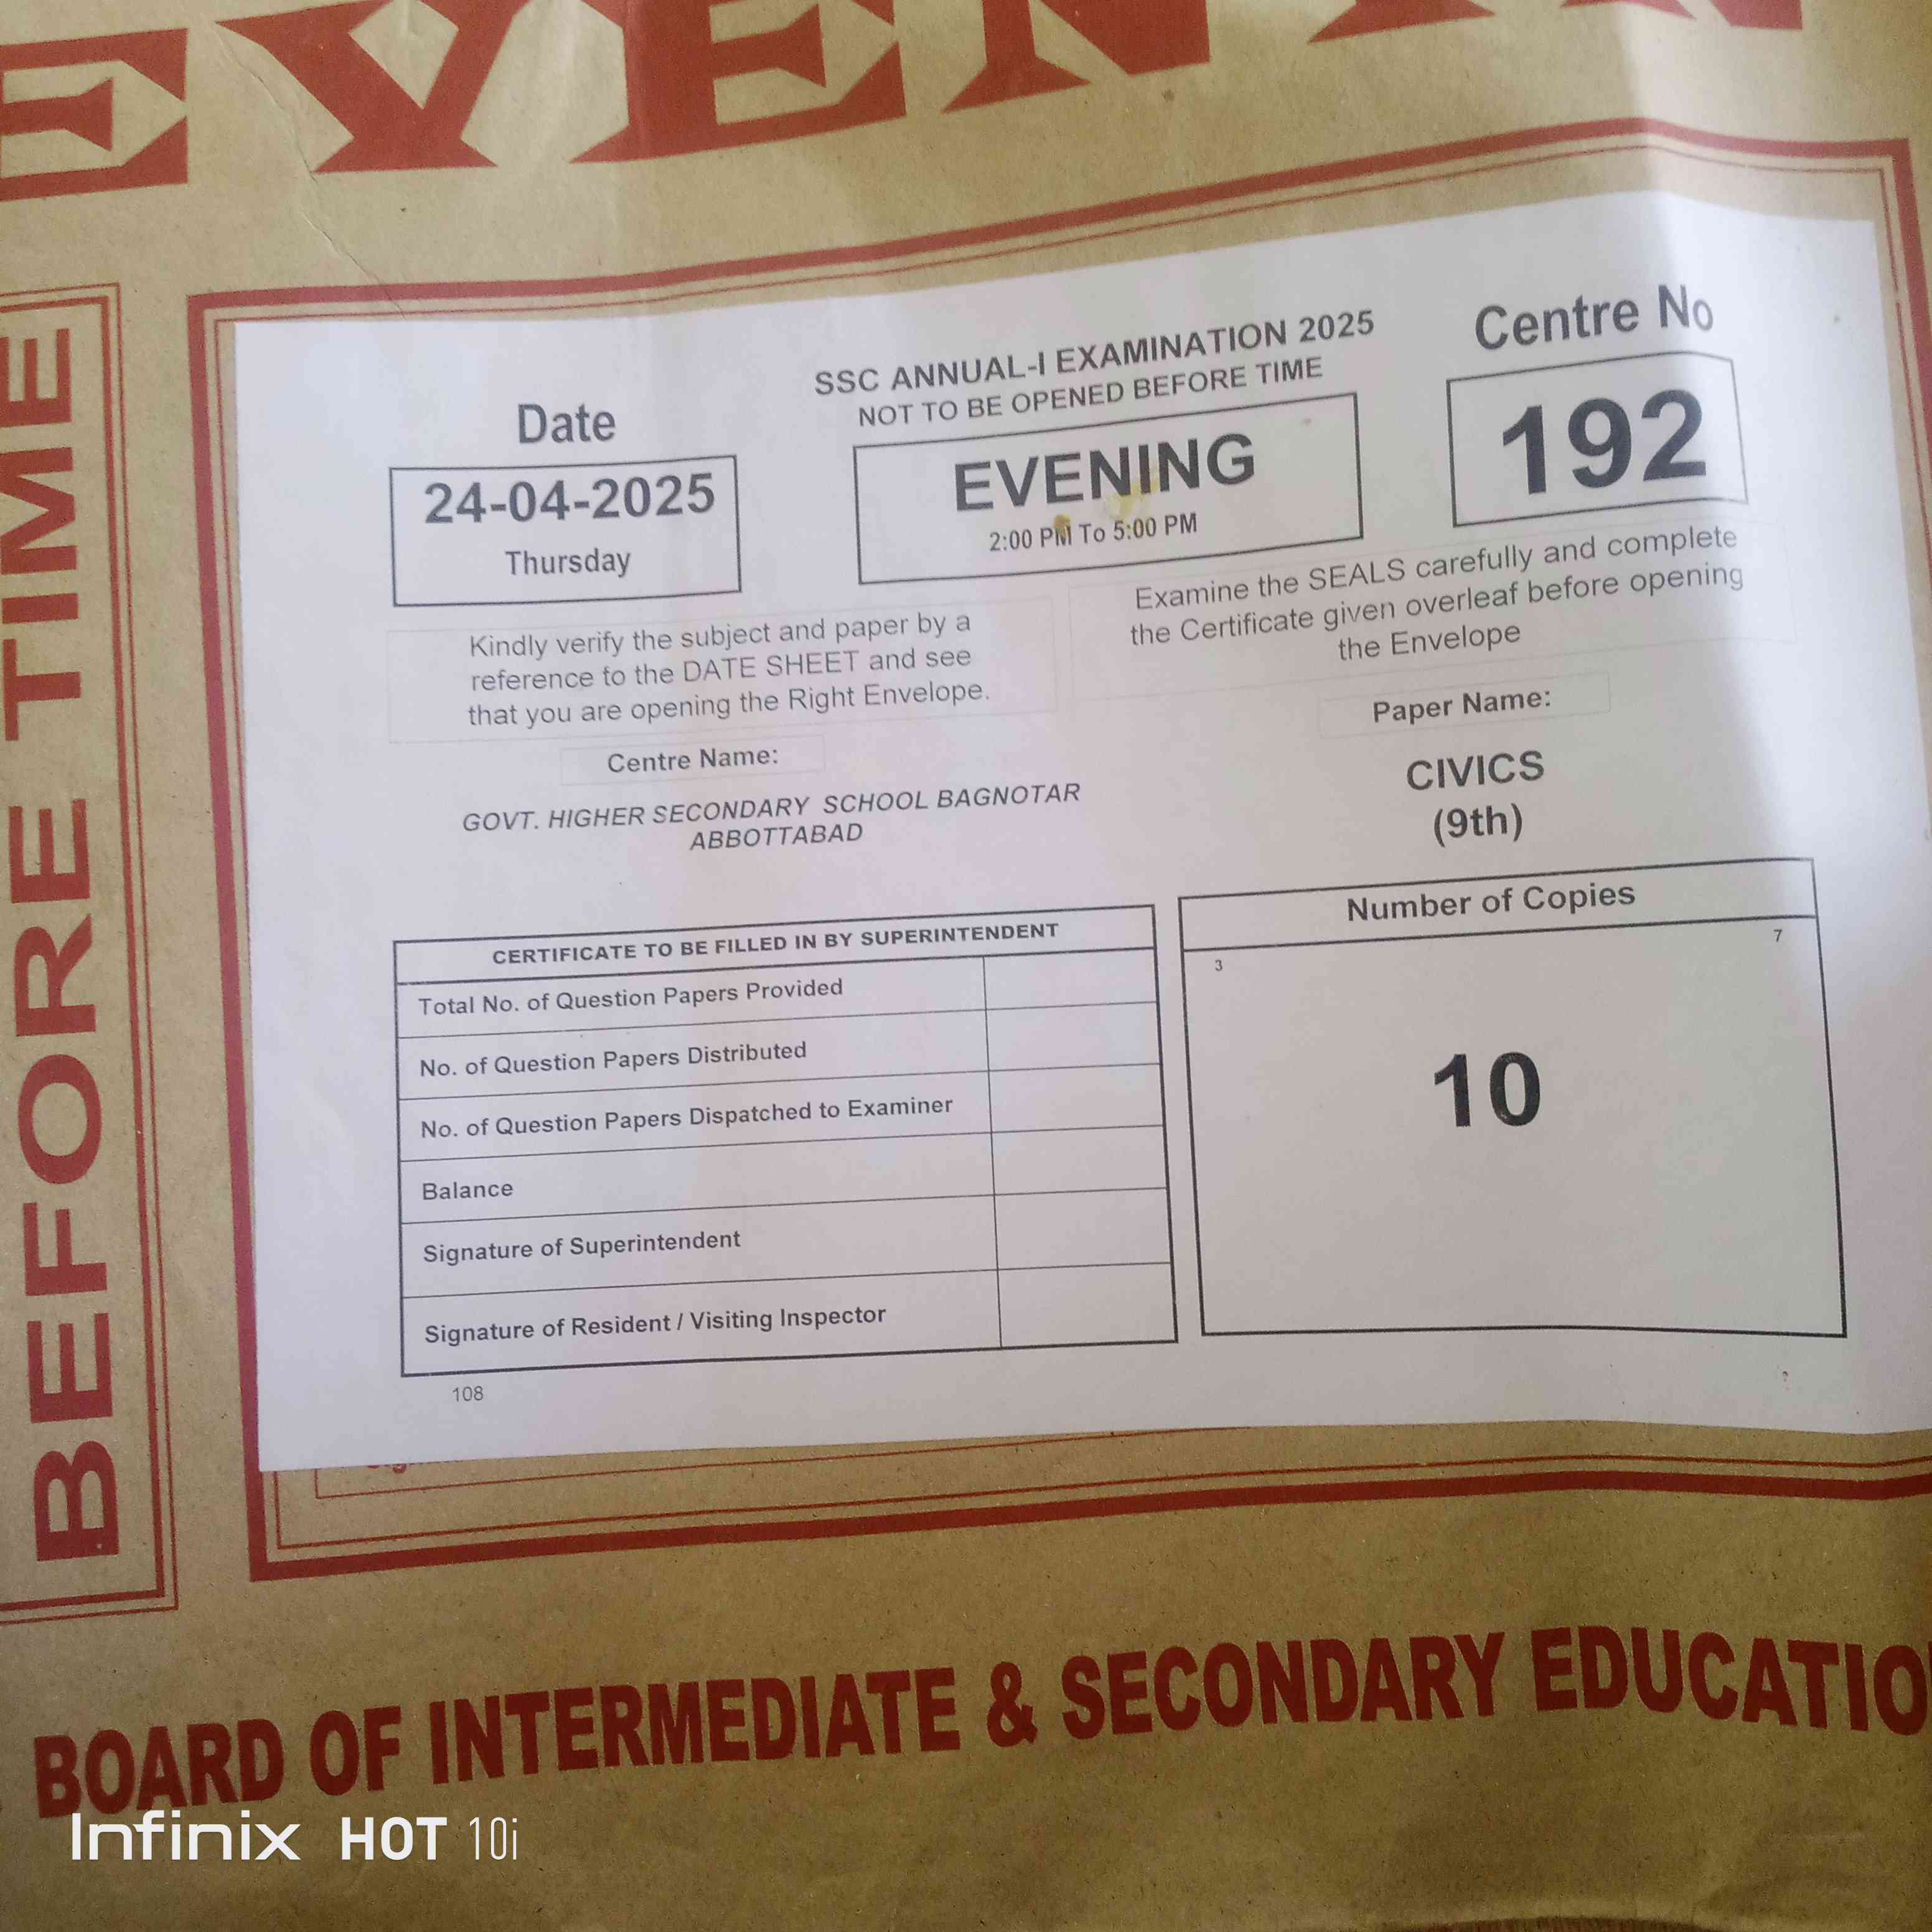 EVENIN
BEFORE TIME
SSC ANNUAL-I EXAMINATION 2025
NOT TO BE OPENED BEFORE TIME
Date
24-04-2025
Thursday
EVENING
2:00 PM To 5:00 PM
Centre No
192
Kindly verify the subject and paper by a
reference to the DATE SHEET and see
that you are opening the Right Envelope.
Examine the SEALS carefully and complete
the Certificate given overleaf before opening
the Envelope
Centre Name:
GOVT. HIGHER SECONDARY SCHOOL BAGNOTAR
ABBOTTABAD
Paper Name:
CIVICS
(9th)
CERTIFICATE TO BE FILLED IN BY SUPERINTENDENT
Total No. of Question Papers Provided
No. of Question Papers Distributed
No. of Question Papers Dispatched to Examiner
Balance
Signature of Superintendent
Signature of Resident / Visiting Inspector
108
Number of Copies
3 7
10
BOARD OF INTERMEDIATE & SECONDARY EDUCATIO
Infinix HOT 10i